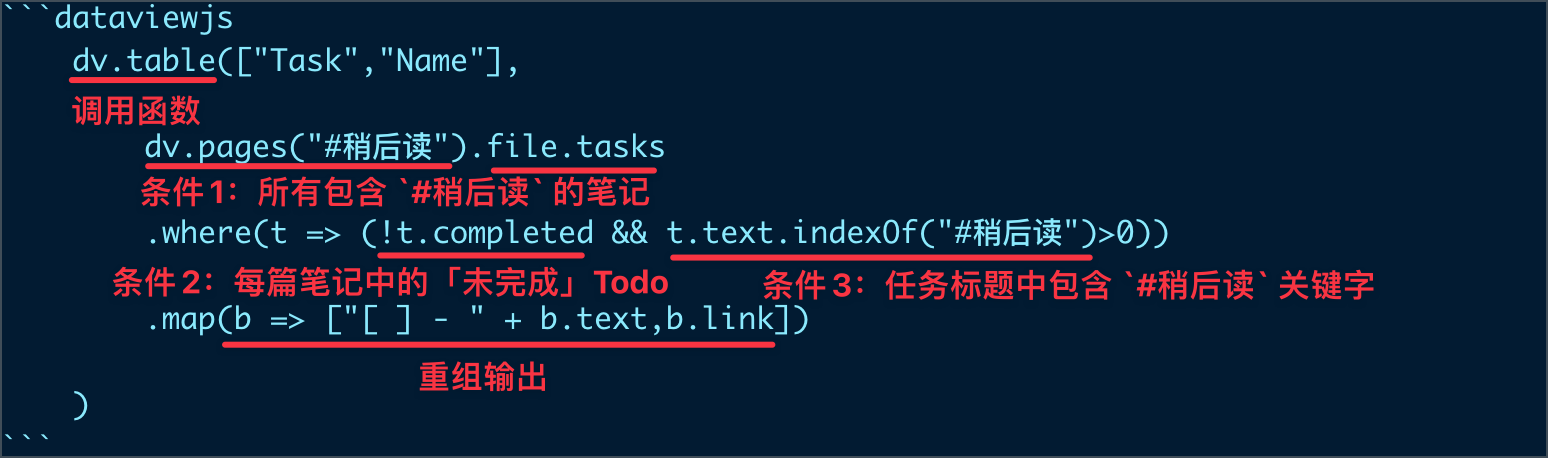 ```dataviewjs
dv.table(["Task","Name"],
调用函数
dv.pages("#稍后读").file.tasks
条件1：所有包含 `#稍后读` 的笔记
.where(t => (!t.completed && t.text.indexOf("#稍后读")>0))
条件2：每篇笔记中的「未完成」Todo 条件3：任务标题中包含 `#稍后读` 关键字
.map(b => ["[ ] - " + b.text,b.link])
重组输出
)
```